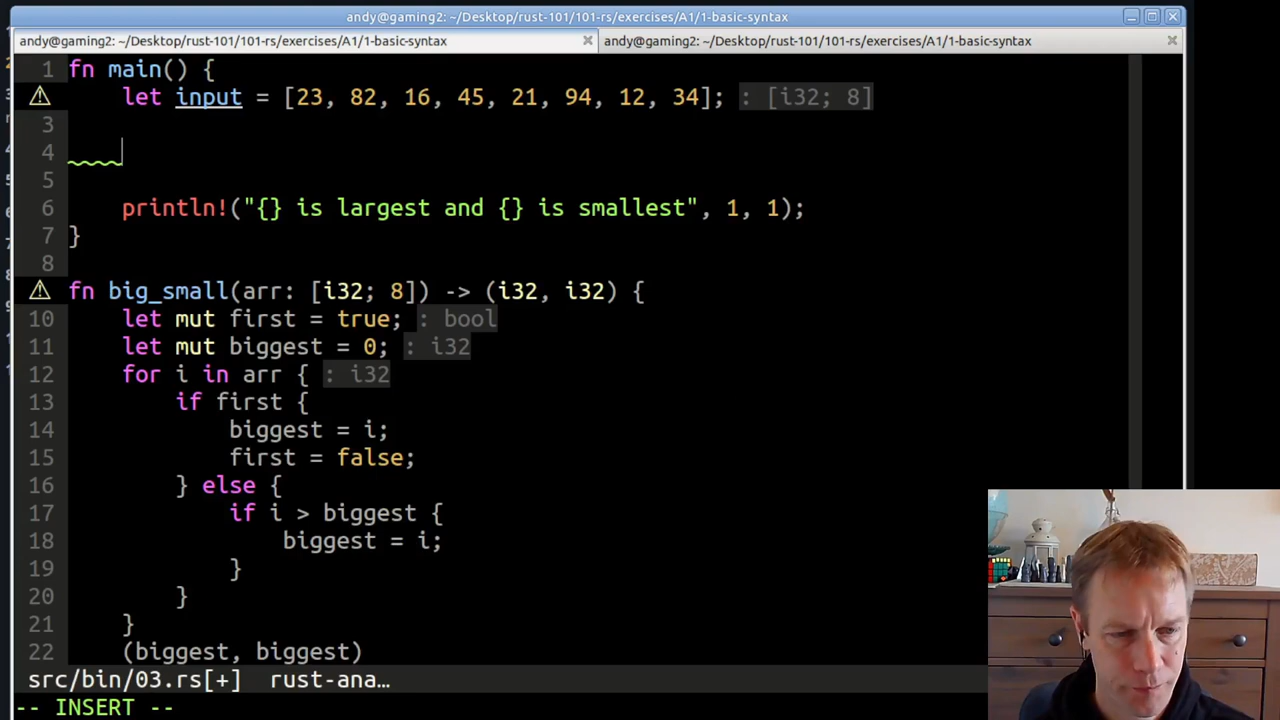 andy@gaming2: ~/Desktop/rust-101/101-rs/exercises/A1/1-basic-syntax
andy@gaming2: ~/Desktop/rust-101/101-rs/exercises/A1/1-basic-syntax
andy@gaming2: ~/Desktop/rust-101/101-rs/exercises/A1/1-basic-syntax
1 fn main() {
let input = [23, 82, 16, 45, 21, 94, 12, 34]; : [i32; 8]
3
4
5
6 println!("{} is largest and {} is smallest", 1, 1);
7 }
8
fn big_small(arr: [i32; 8]) -> (i32, i32) {
10 let mut first = true; : bool
11 let mut biggest = 0; : i32
12 for i in arr { : i32
13 if first {
14 biggest = i;
15 first = false;
16 } else {
17 if i > biggest {
18 biggest = i;
19 }
20 }
21 }
22 (biggest, biggest)
src/bin/03.rs[+] rust-ana…
-- INSERT --